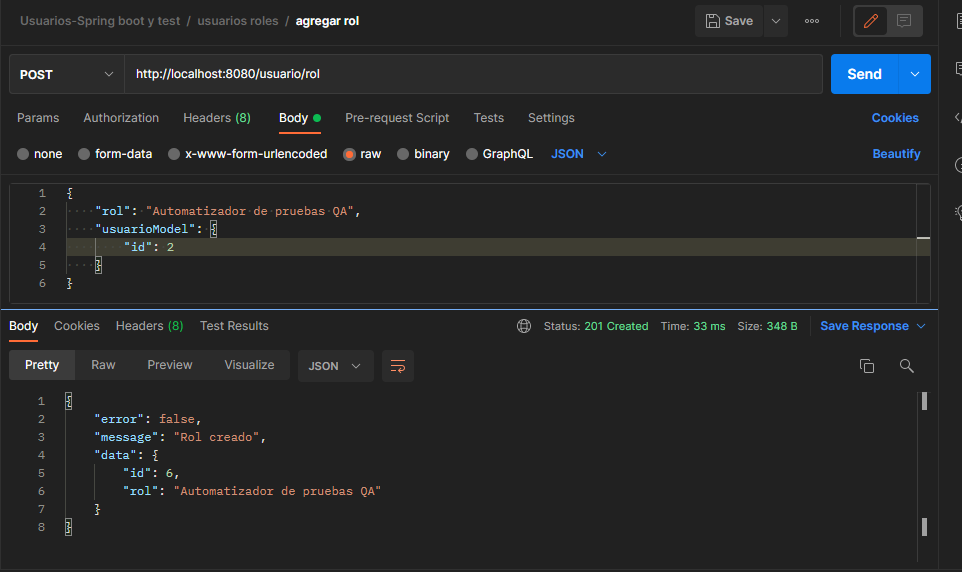 Usuarios-Spring boot y test / usuarios roles / agregar rol
Save
POST
http://localhost:8080/usuario/rol
Send
Params Authorization Headers (8) Body Pre-request Script Tests Settings Cookies
none form-data x-www-form-urlencoded raw binary GraphQL JSON Beautify
1 {
2 "rol": "Automatizador de pruebas QA",
3 "usuarioModel": {
4 "id": 2
5 }
6 }
Body Cookies Headers (8) Test Results Status: 201 Created Time: 33 ms Size: 348 B Save Response
Pretty Raw Preview Visualize JSON
1 {
2 "error": false,
3 "message": "Rol creado",
4 "data": {
5 "id": 6,
6 "rol": "Automatizador de pruebas QA"
7 }
8 }